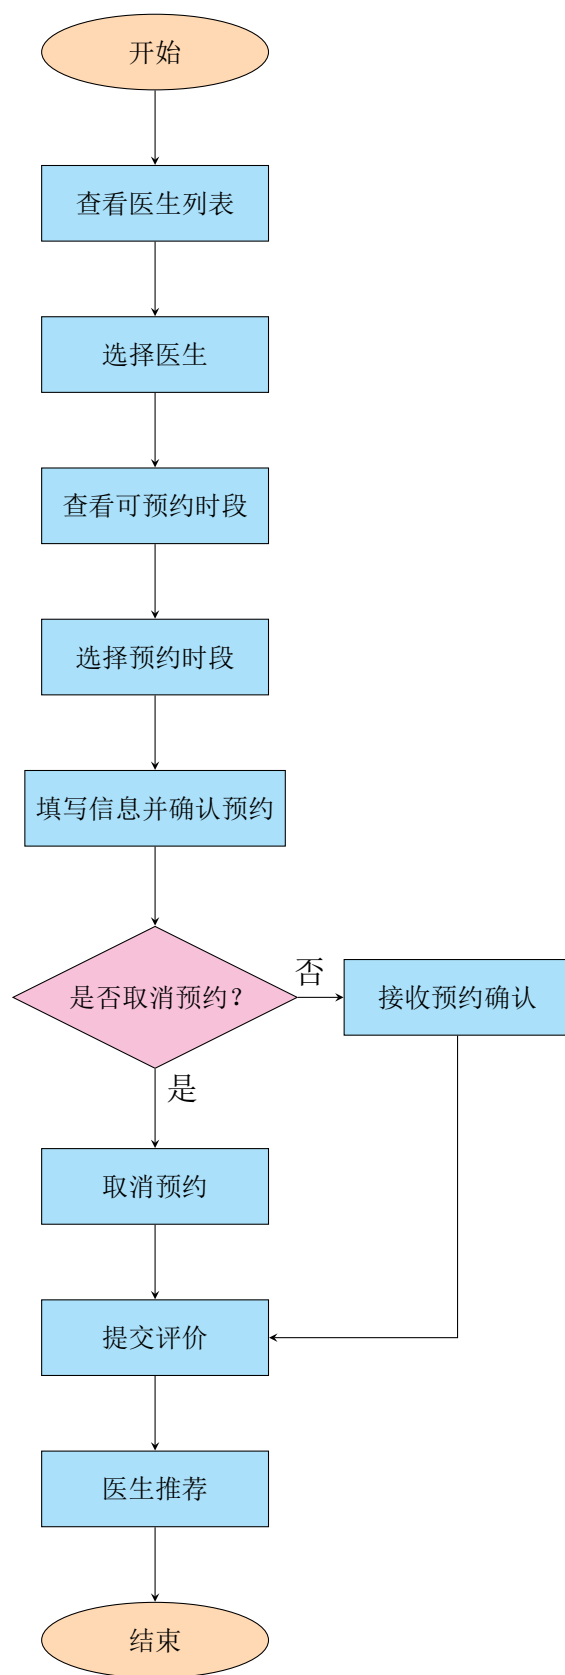 开始
查看医生列表
选择医生
查看可预约时段
选择预约时段
填写信息并确认预约
是否取消预约？
否
接收预约确认
是
取消预约
提交评价
医生推荐
结束